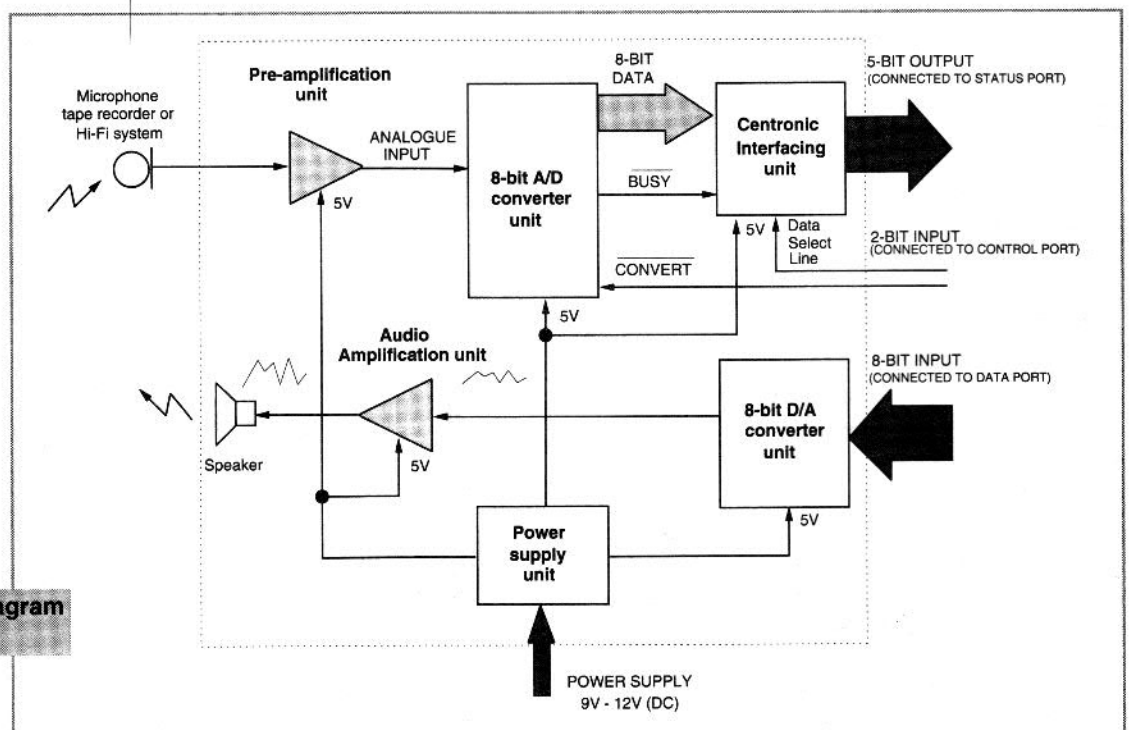 8-BIT
DATA
5-BIT OUTPUT
(CONNECTED TO STATUS PORT)
Pre-amplification
unit
Microphone
tape recorder or
Hi-Fi system
ANALOGUE
INPUT
8-bit A/D
converter
unit
Centronic
Interfacing
unit
BUSY
5V
5V
Data
Select
Line
2-BIT INPUT
(CONNECTED TO CONTROL PORT)
CONVERT
5V
Audio
Amplification unit
8-BIT INPUT
(CONNECTED TO DATA PORT)
8-bit D/A
converter
unit
Speaker
5V
5V
Power
supply
unit
POWER SUPPLY
9V - 12V (DC)